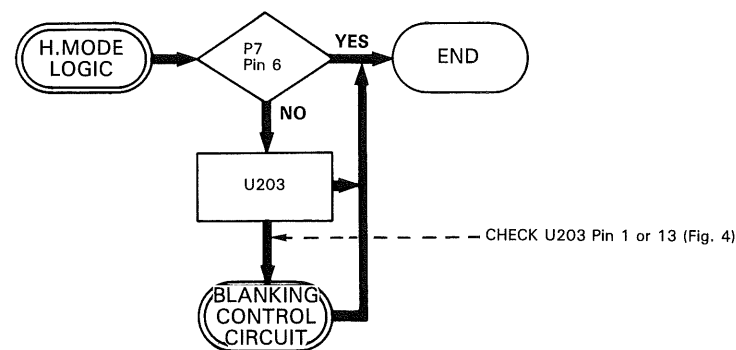 H.MODE
LOGIC
P7
Pin 6
YES
END
NO
U203
CHECK U203 Pin 1 or 13 (Fig. 4)
BLANKING
CONTROL
CIRCUIT